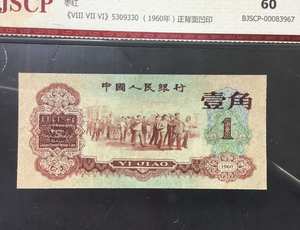 JSCP
枣红
60
《VIII VII VI》5309330 （1960年）正背面凹印
BJSCP-00083967
中国人民银行
壹角
1
YI JIAO
1960